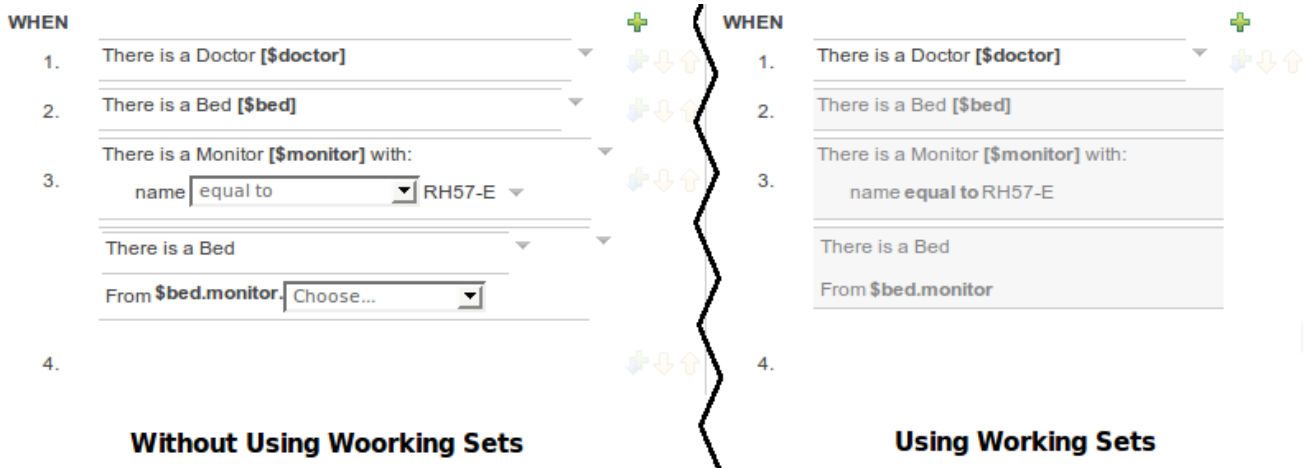 WHEN
1. There is a Doctor [$doctor]
2. There is a Bed [$bed]
There is a Monitor [$monitor] with:
3. name equal to RH57-E
There is a Bed
From $bed.monitor. Choose...
4.
Without Using Woorking Sets
WHEN
1. There is a Doctor [$doctor]
2. There is a Bed [$bed]
There is a Monitor [$monitor] with:
3. name equal to RH57-E
There is a Bed
From $bed.monitor
4.
Using Working Sets